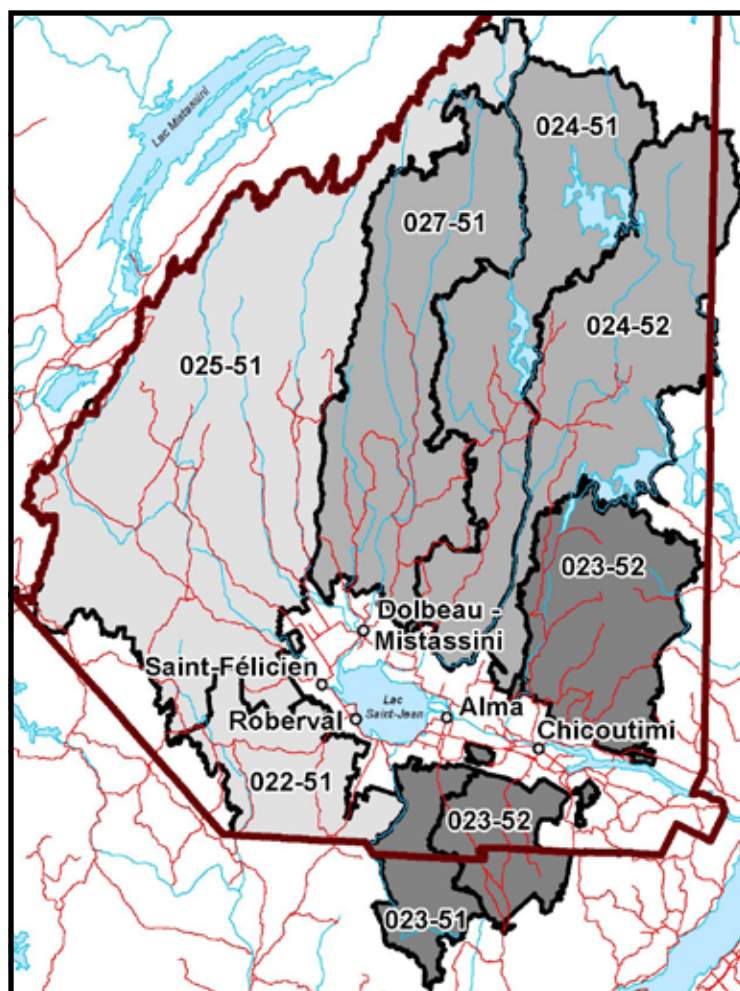 Lac Mistassini
024-51
027-51
024-52
025-51
023-52
Dolbeau -
Mistassini
Saint-Félicien
Lac
Saint-Jean
Alma
Roberval
Chicoutimi
022-51
023-52
023-51